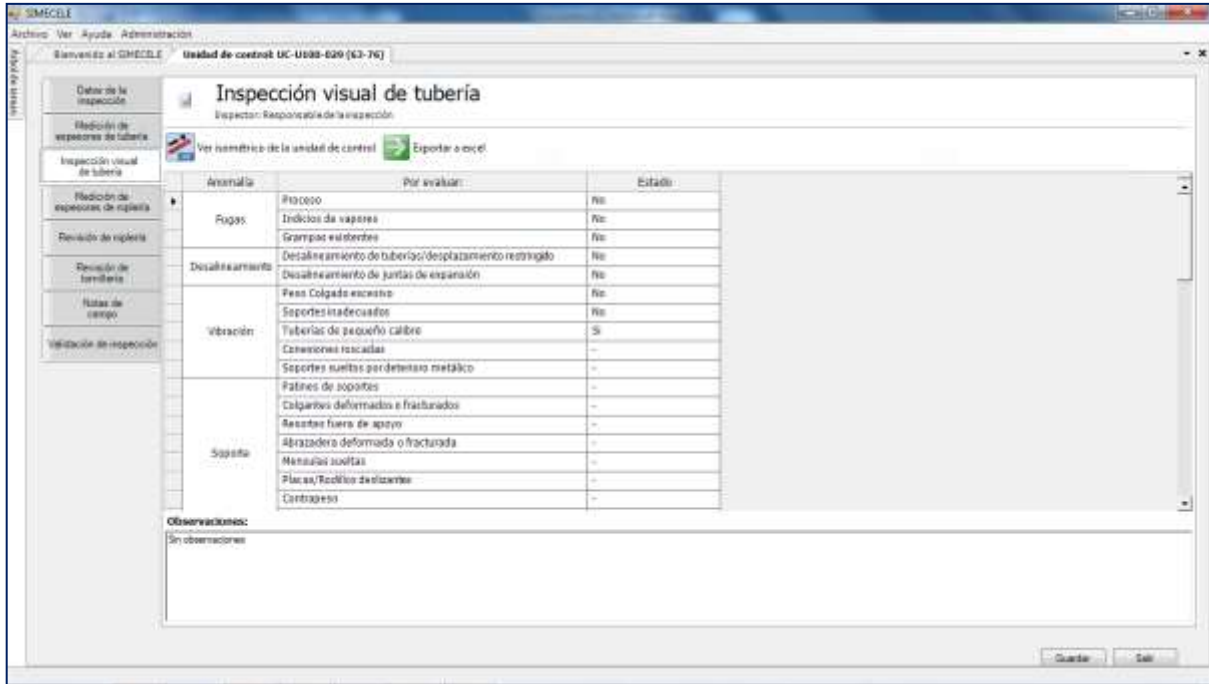 SIMECELE
Archivo Ver Ayuda Administración
Bienvenido al SIMECELE Unidad de control: UC-U100-029 (63-76)
Datos de la
inspección
Medición de
espesores de tubería
Inspección visual
de tubería
Medición de
espesores de niplería
Revisión de niplería
Revisión de
tornillería
Notas de
campo
Validación de inspección
Inspección visual de tubería
Inspector: Responsable de la inspección
Ver isométrico de la unidad de control Exportar a excel
Anomalía Por evaluar: Estado
Fugas
Proceso No
Indicios de vapores No
Grampas existentes No
Desalineamiento
Desalineamiento de tuberías/desplazamiento restringido No
Desalineamiento de juntas de expansión No
Vibración
Peso Colgado excesivo No
Soportes inadecuados No
Tuberías de pequeño calibre Si
Conexiones roscadas -
Soportes sueltos por deterioro metálico -
Soporte
Patines de soportes -
Colgantes deformados o fracturados -
Resortes fuera de apoyo -
Abrazadera deformada o fracturada -
Mensulas sueltas -
Placas/Rodillos deslizantes -
Contrapeso -
Observaciones:
Sin observaciones
Guardar Salir